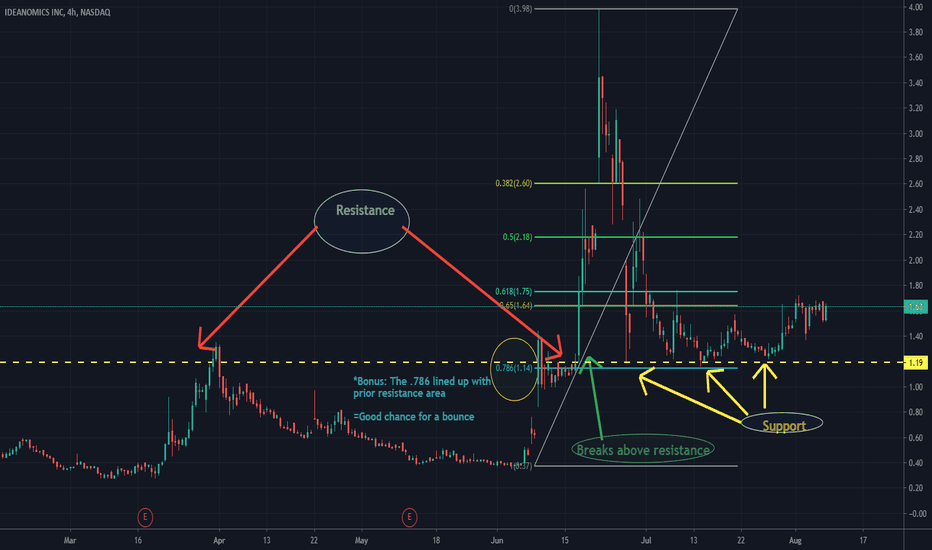 IDEANOMICS INC, 4h, NASDAQ
0(3.98)
4.00
3.80
3.60
3.40
3.20
3.00
2.80
0.382(2.60)
2.60
2.40
Resistance
0.5(2.18)
2.20
2.00
0.618(1.75)
1.80
0.65(1.64)
1.63
1.40
1.19
0.786(1.14)
*Bonus: The .786 lined up with
prior resistance area
1.00
=Good chance for a bounce
0.80
Support
Breaks above resistance
0.60
0.40
0.20
−0.00
E
E
Mar
16
Apr
13
22
May
18
Jun
15
Jul
13
22
Aug
17